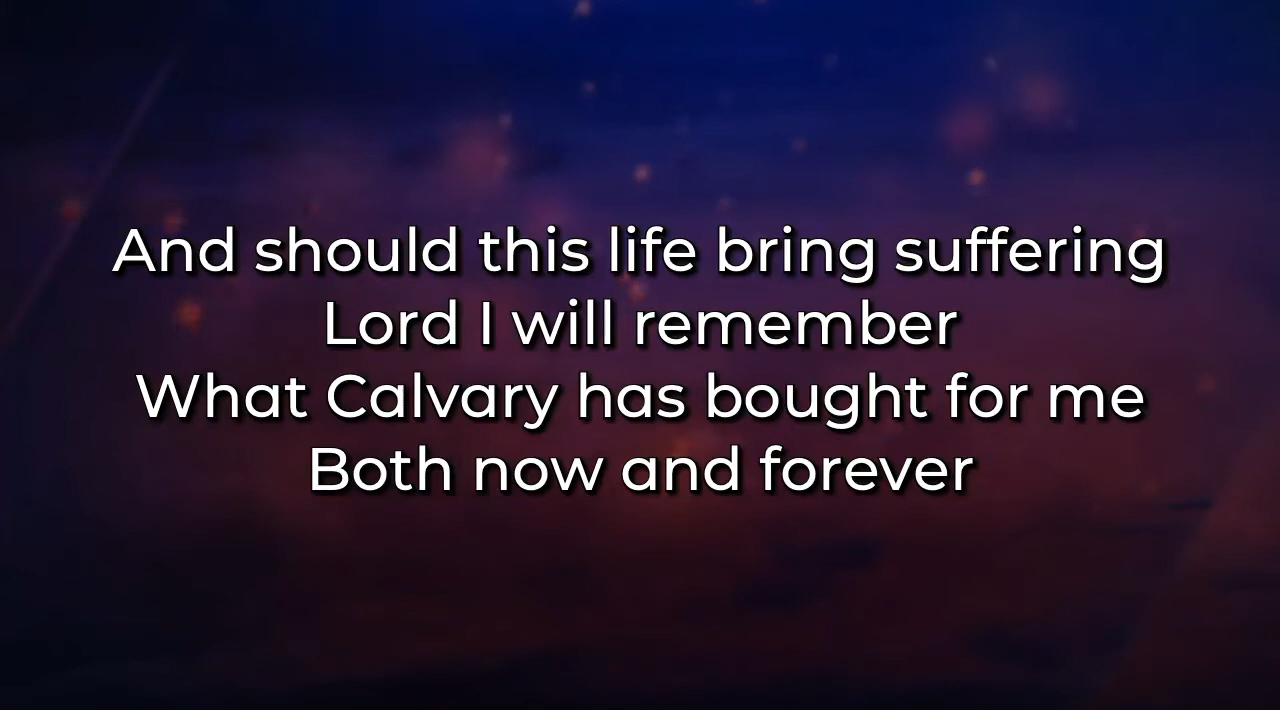 And should this life bring suffering
Lord I will remember
What Calvary has bought for me
Both now and forever